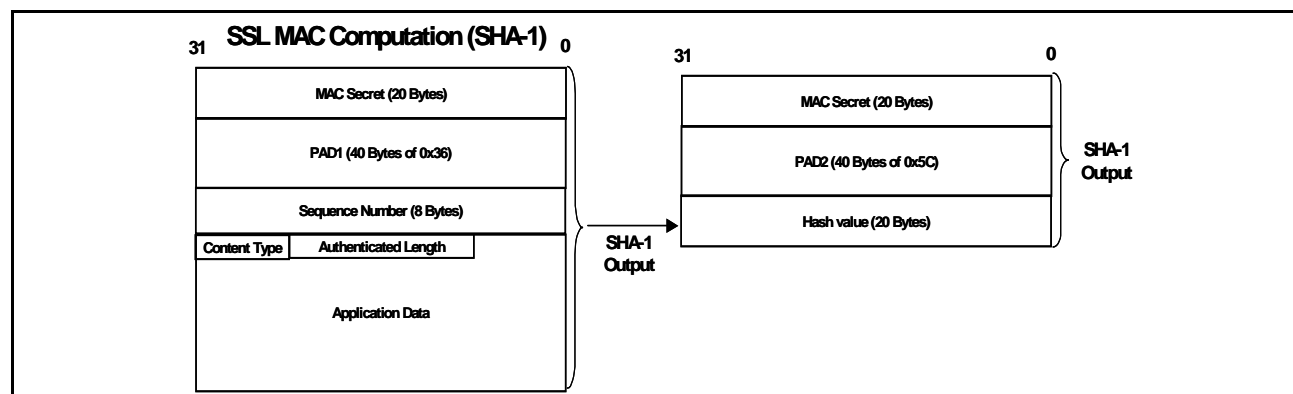 SSL MAC Computation (SHA-1)
31 0
MAC Secret (20 Bytes)
PAD1 (40 Bytes of 0x36)
Sequence Number (8 Bytes)
Content Type Authenticated Length
Application Data
SHA-1
Output
31 0
MAC Secret (20 Bytes)
PAD2 (40 Bytes of 0x5C)
Hash value (20 Bytes)
SHA-1
Output